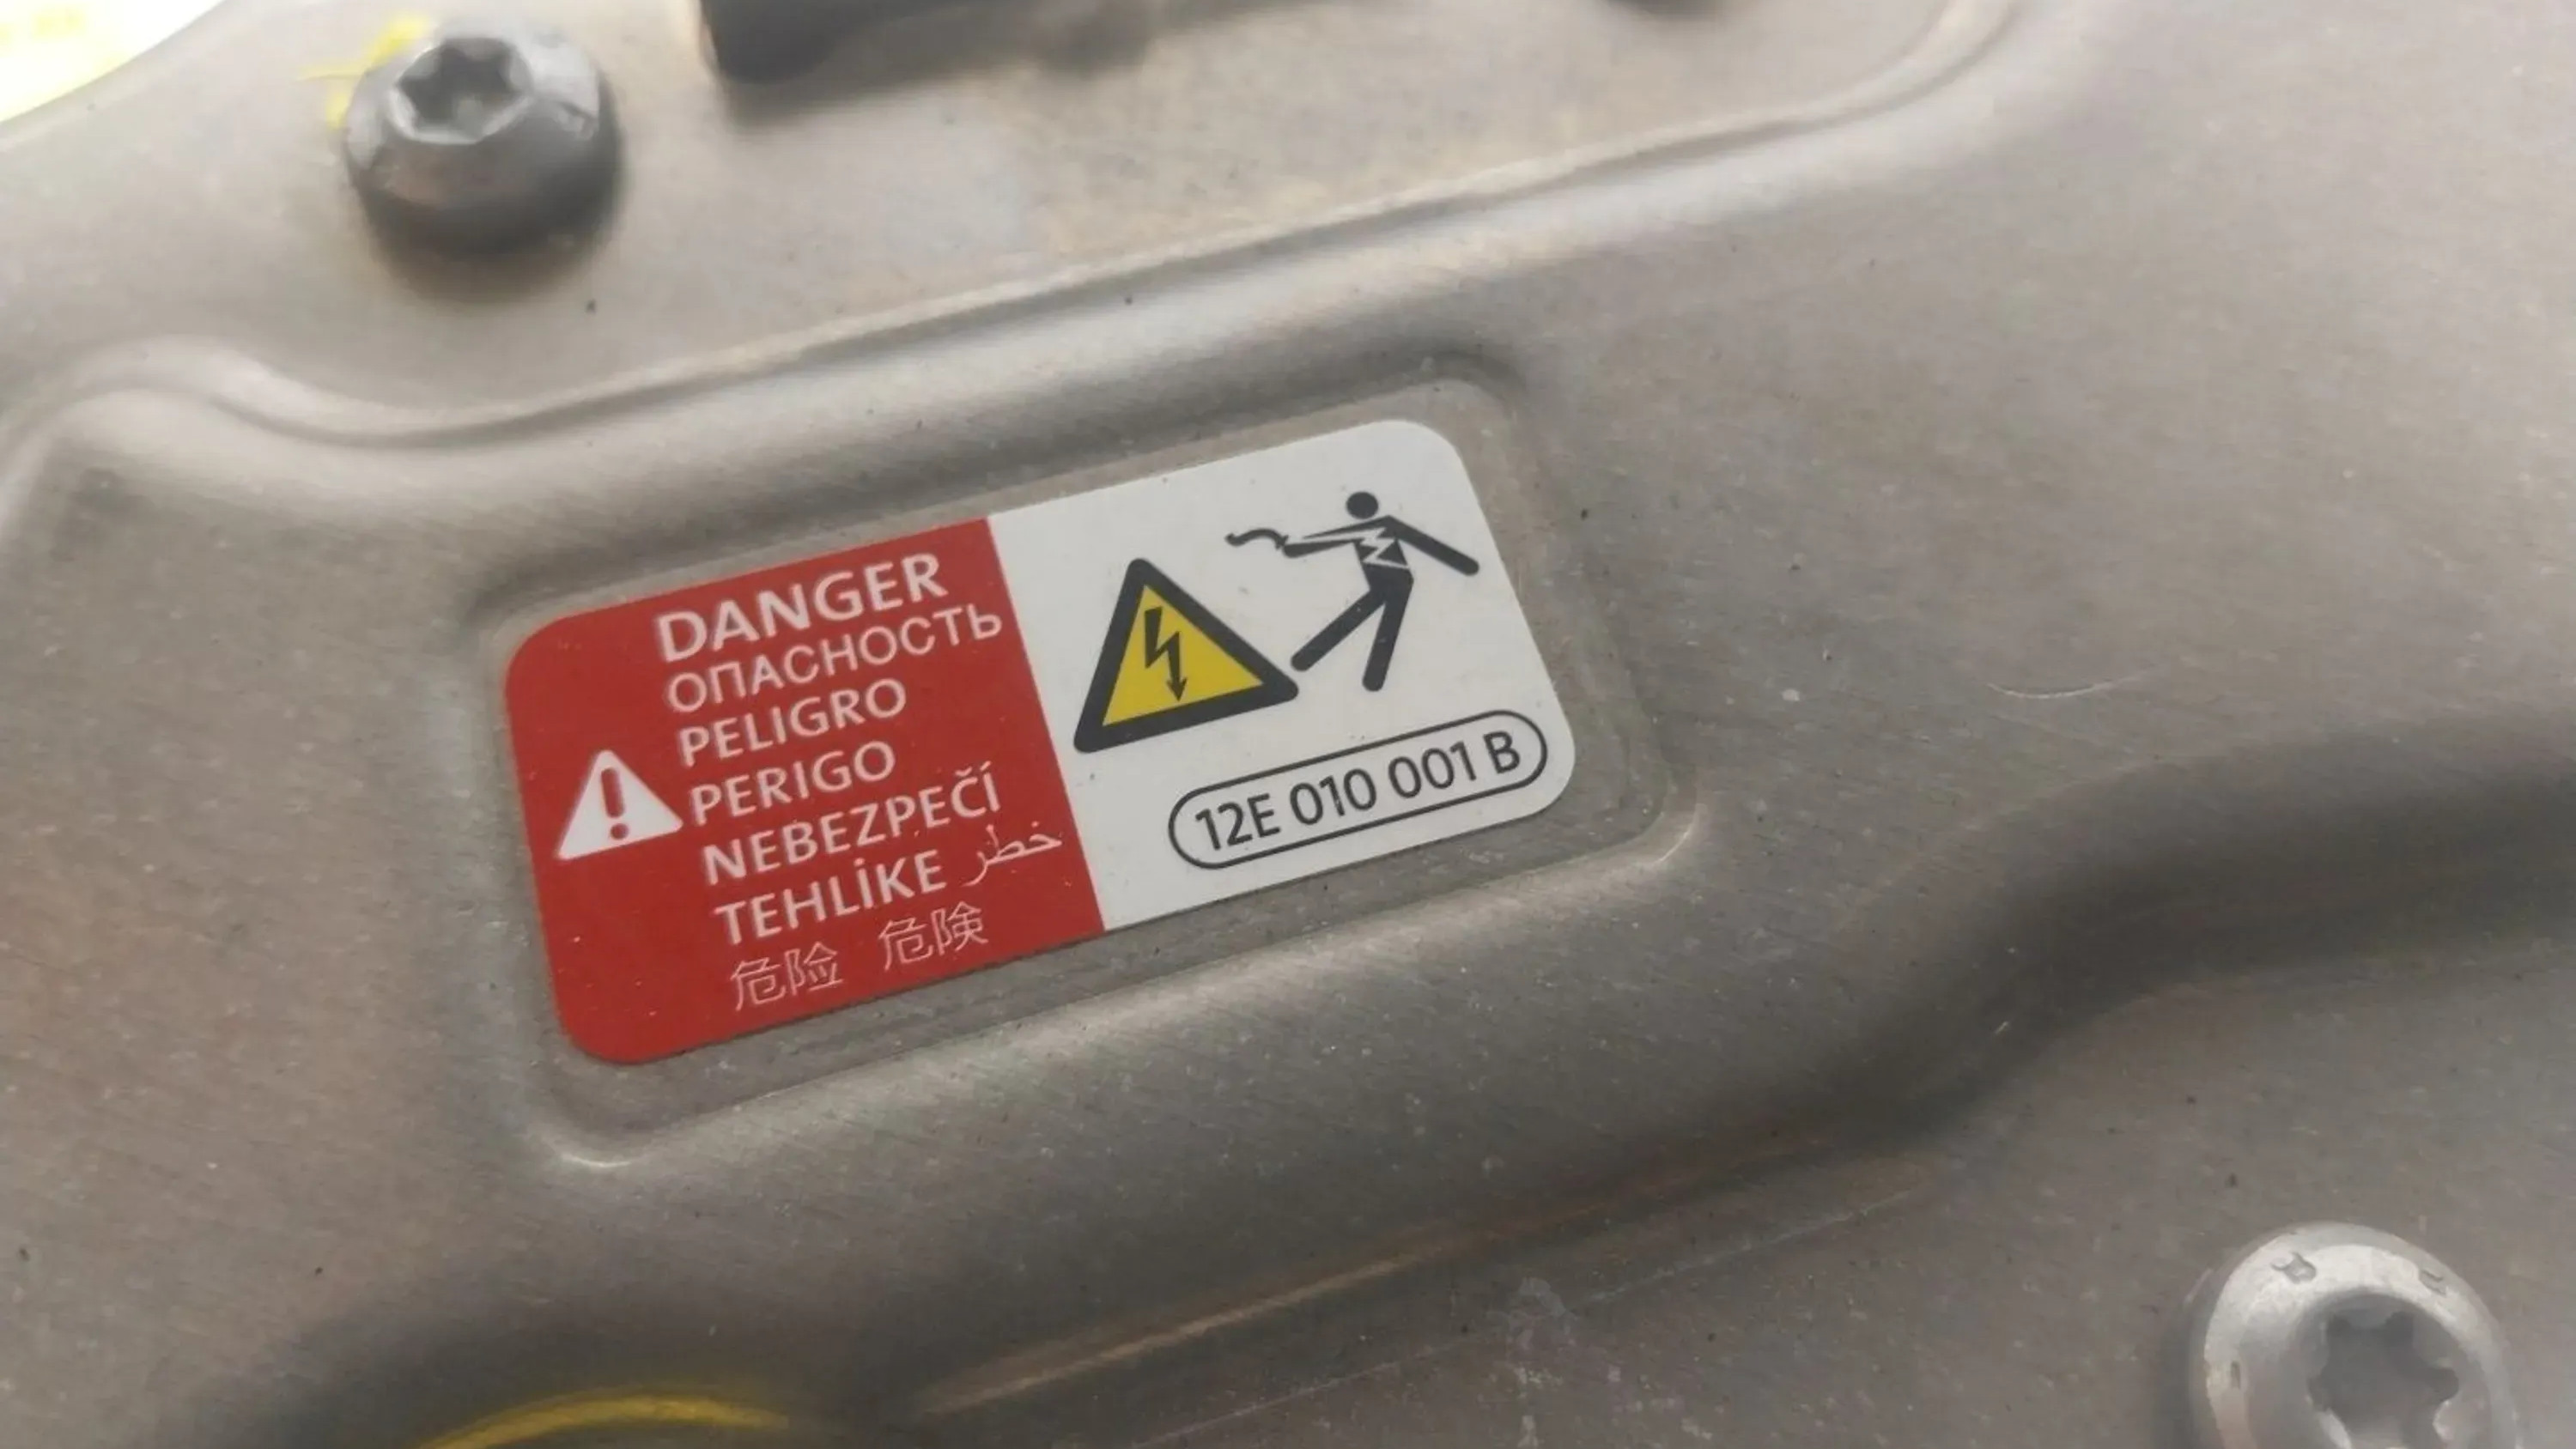 DANGER
ОПАСНОСТЬ
PELIGRO
PERIGO
NEBEZPEČÍ
TEHLİKE خطر
危险 危険
12E 010 001 B